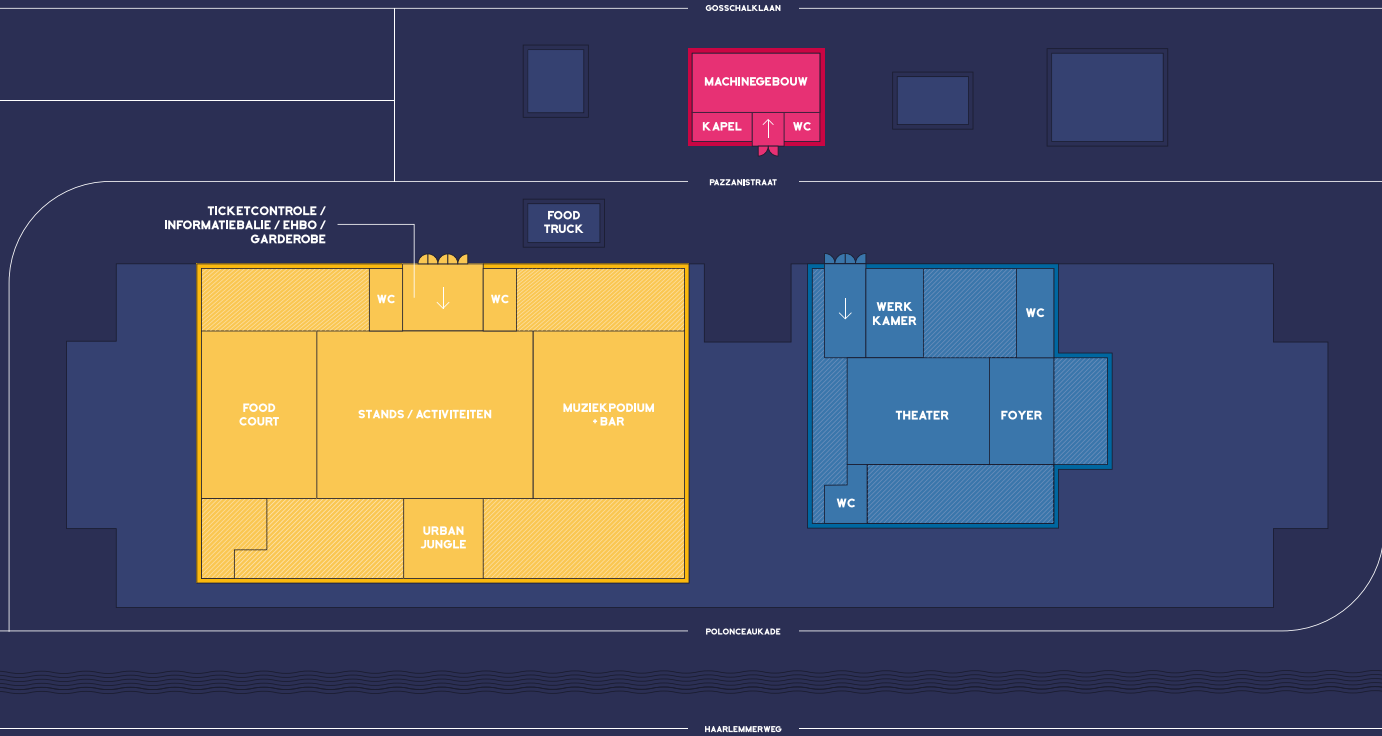 GOSSCHALKLAAN
MACHINEGEBOUW
KAPEL
WC
PAZZANISTRAAT
TICKETCONTROLE /
INFORMATIEBALIE / EHBO /
GARDEROBE
FOOD
TRUCK
WC
WC
WERK
KAMER
WC
FOOD
COURT
STANDS / ACTIVITEITEN
MUZIEKPODIUM
+ BAR
THEATER
FOYER
WC
URBAN
JUNGLE
POLONCEAUKADE
HAARLEMMERWEG